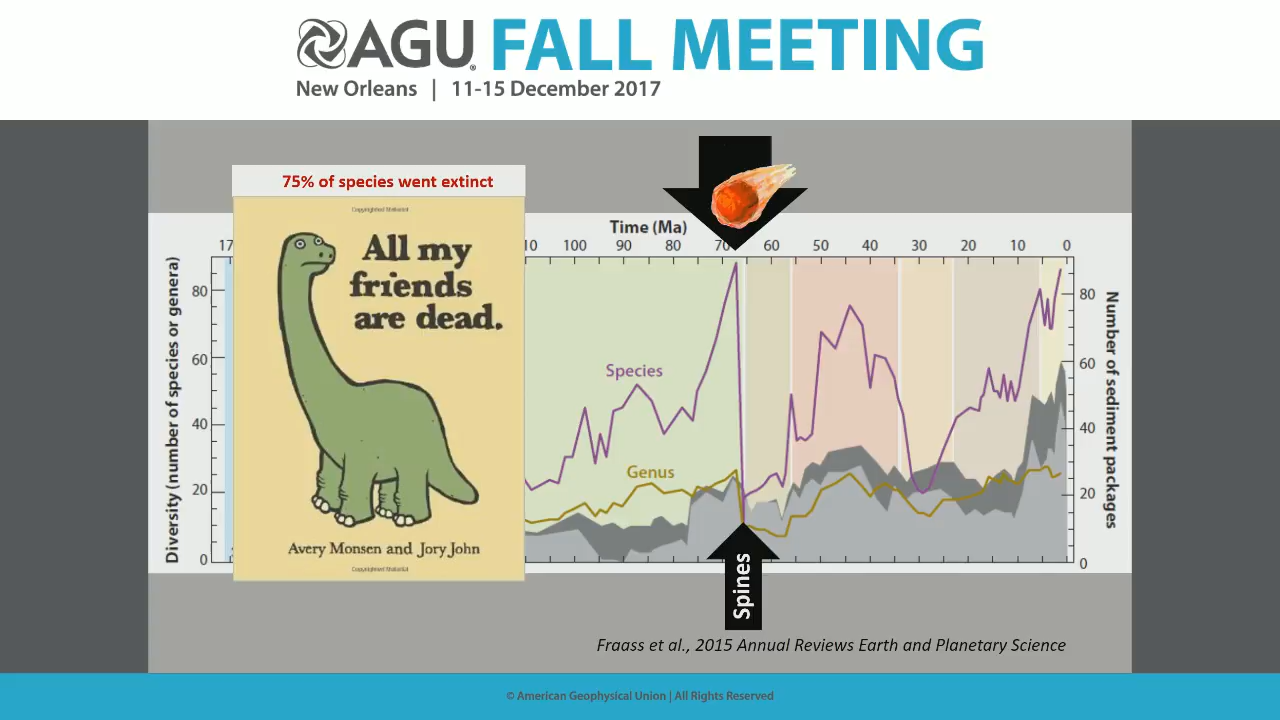 AGU FALL MEETING
New Orleans | 11-15 December 2017
75% of species went extinct
Copyrighted Material
All my
friends
are dead.
Avery Monsen and Jory John
Copyrighted Material
Time (Ma)
17
10 100 90 80 70 60 50 40 30 20 10 0
Diversity (number of species or genera)
80
60
40
20
0
Species
Genus
Number of sediment packages
80
60
40
20
0
Spines
Fraass et al., 2015 Annual Reviews Earth and Planetary Science
© American Geophysical Union | All Rights Reserved